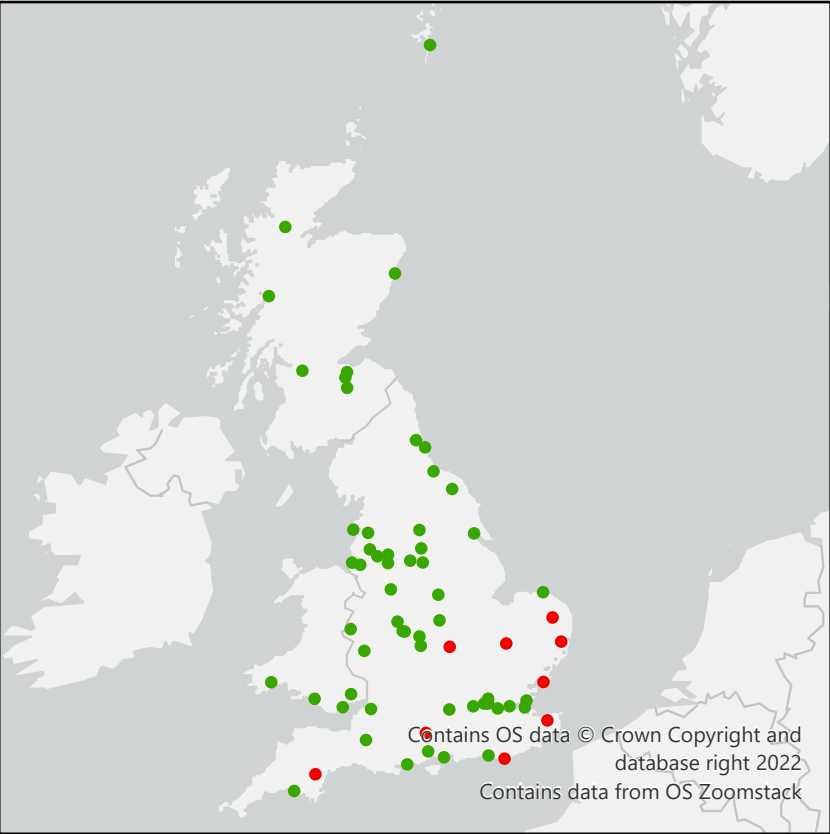 Contains OS data © Crown Copyright and
database right 2022
Contains data from OS Zoomstack